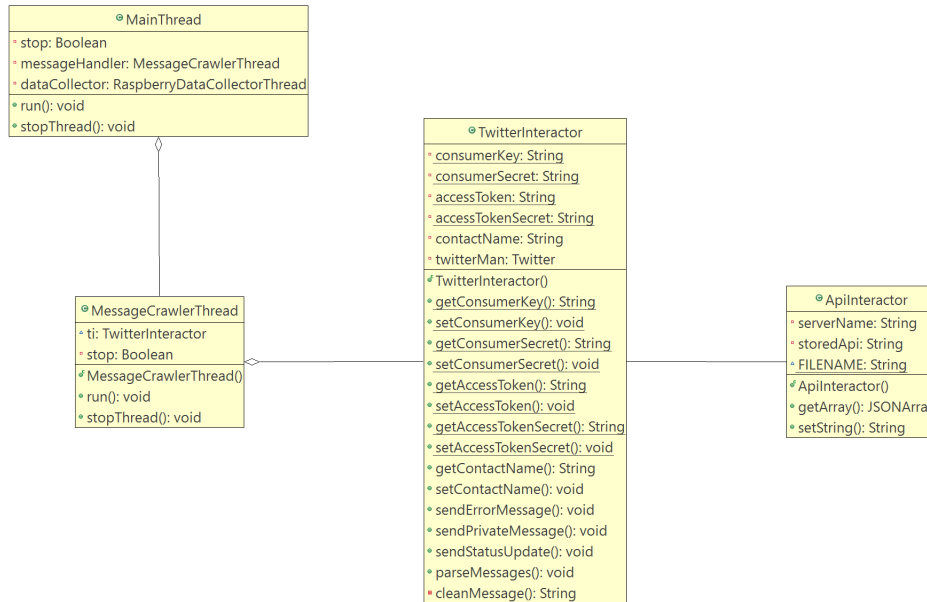 MainThread
stop: Boolean
messageHandler: MessageCrawlerThread
dataCollector: RaspberryDataCollectorThread
run(): void
stopThread(): void
TwitterInteractor
consumerKey: String
consumerSecret: String
accessToken: String
accessTokenSecret: String
contactName: String
twitterMan: Twitter
TwitterInteractor()
getConsumerKey(): String
setConsumerKey(): void
getConsumerSecret(): String
setConsumerSecret(): void
getAccessToken(): String
setAccessToken(): void
getAccessTokenSecret(): String
setAccessTokenSecret(): void
getContactName(): String
setContactName(): void
sendErrorMessage(): void
sendPrivateMessage(): void
sendStatusUpdate(): void
parseMessages(): void
cleanMessage(): String
MessageCrawlerThread
ti: TwitterInteractor
stop: Boolean
MessageCrawlerThread()
run(): void
stopThread(): void
ApiInteractor
serverName: String
storedApi: String
FILENAME: String
ApiInteractor()
getArray(): JSONArra
setString(): String